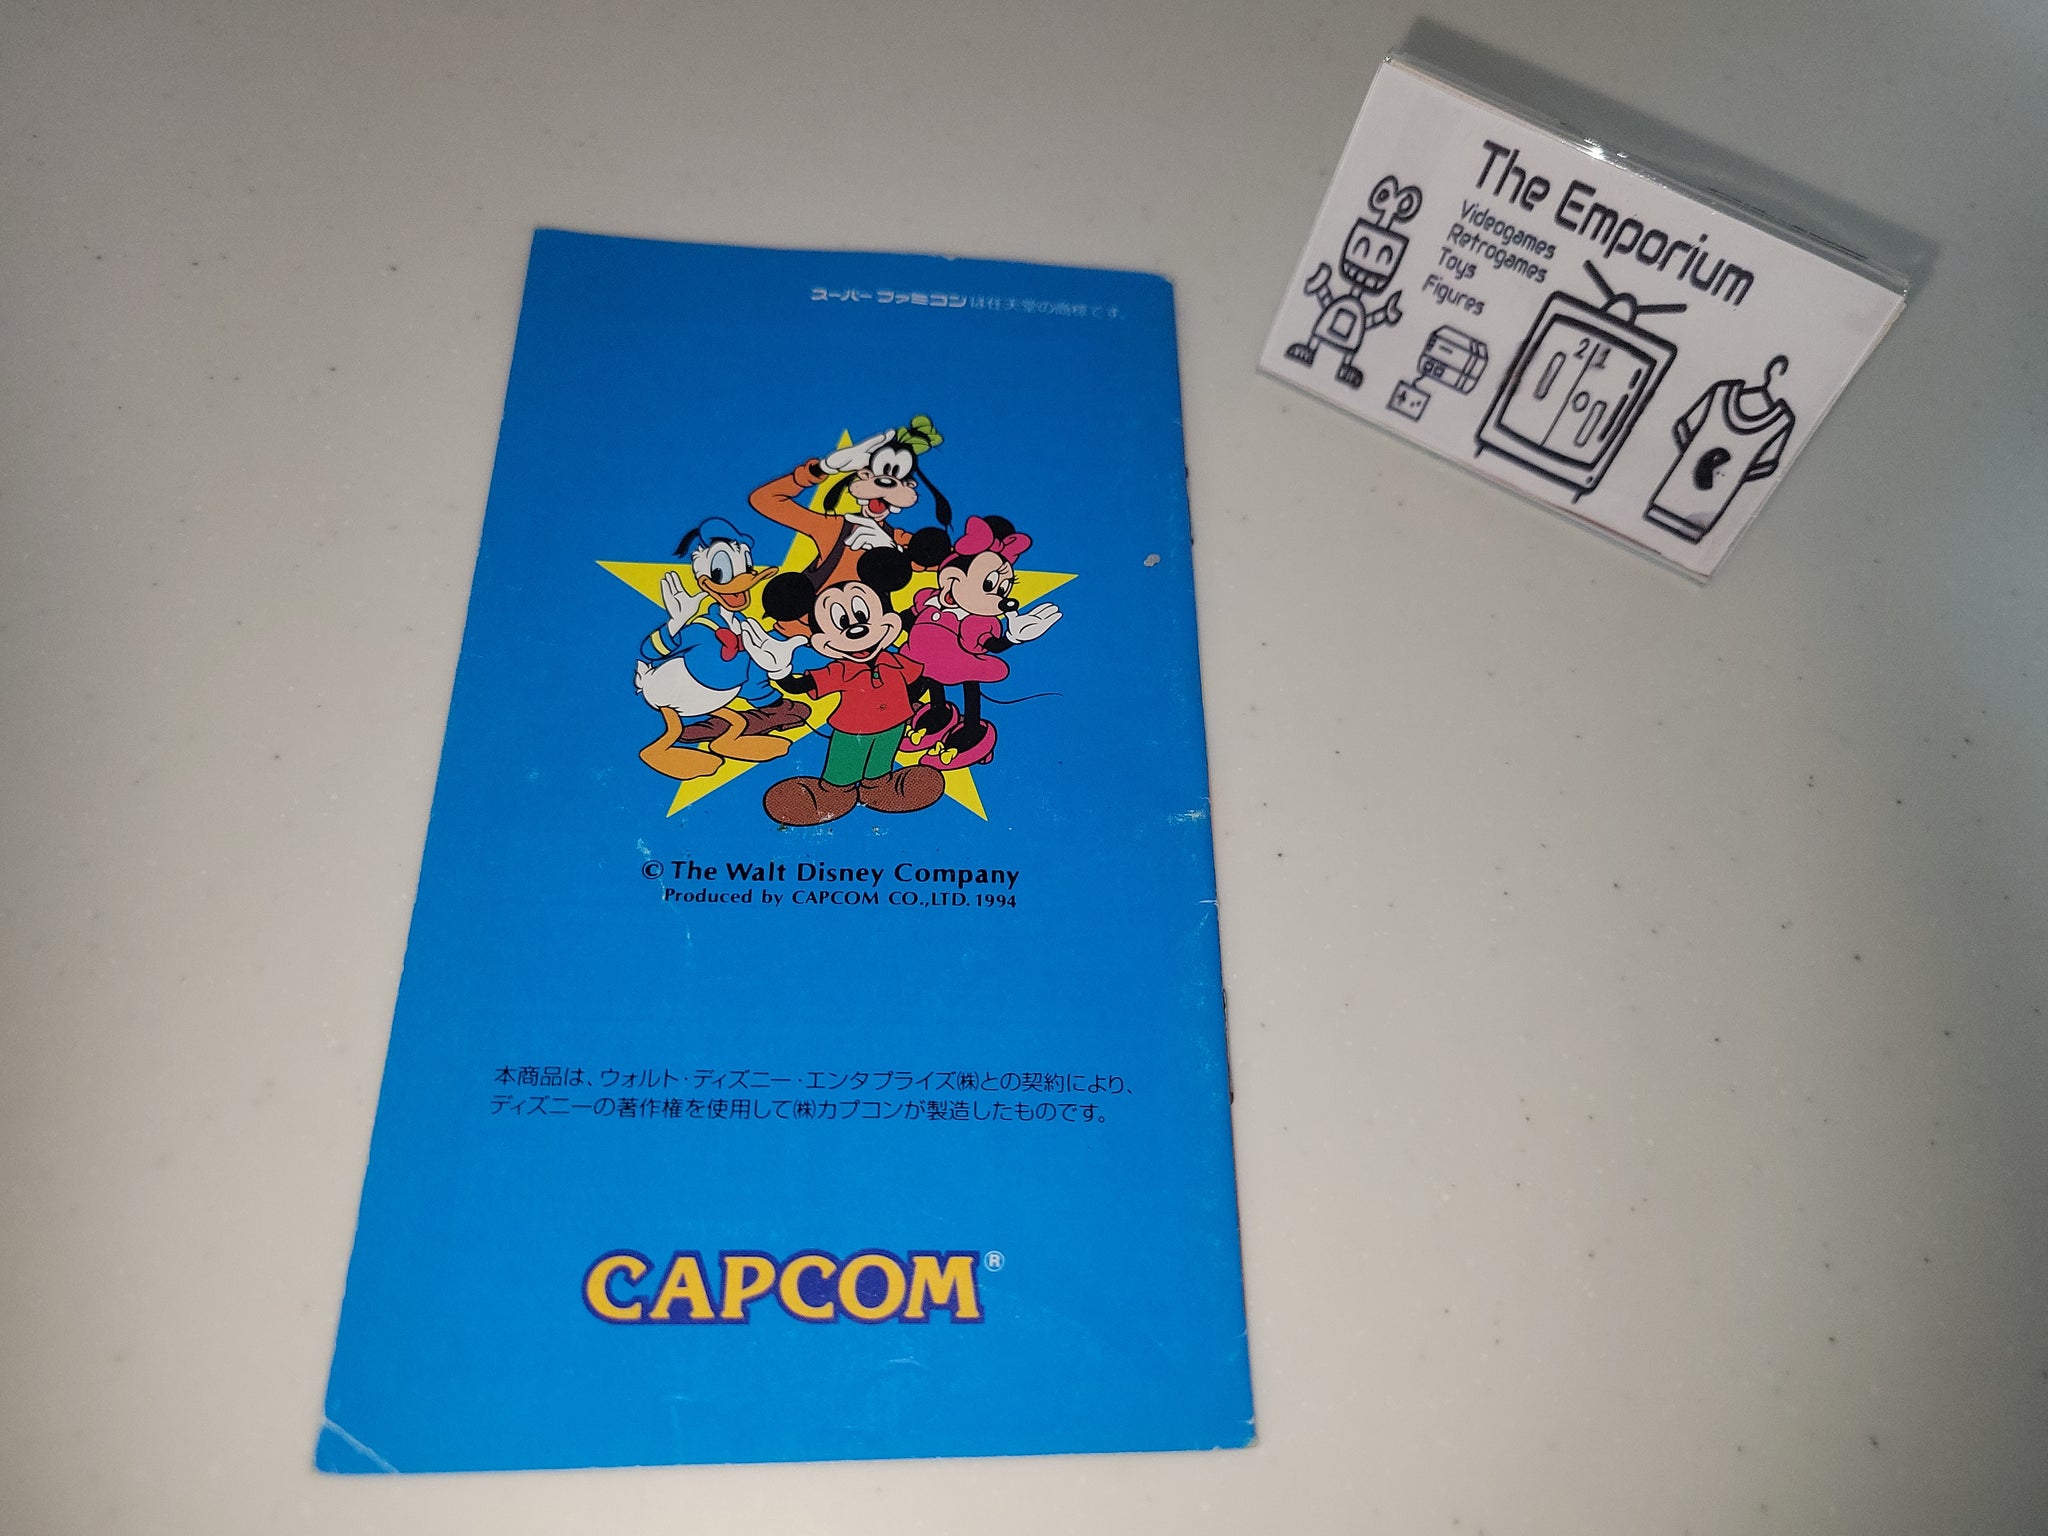 スーパーファミコンは任天堂の商標です。
© The Walt Disney Company
Produced by CAPCOM CO.,LTD. 1994
本商品は、ウォルト・ディズニー・エンタプライズ㈱との契約により、
ディズニーの著作権を使用して㈱カプコンが製造したものです。
CAPCOM®
The Emporium
Videogames
Retrogames
Toys
Figures
21